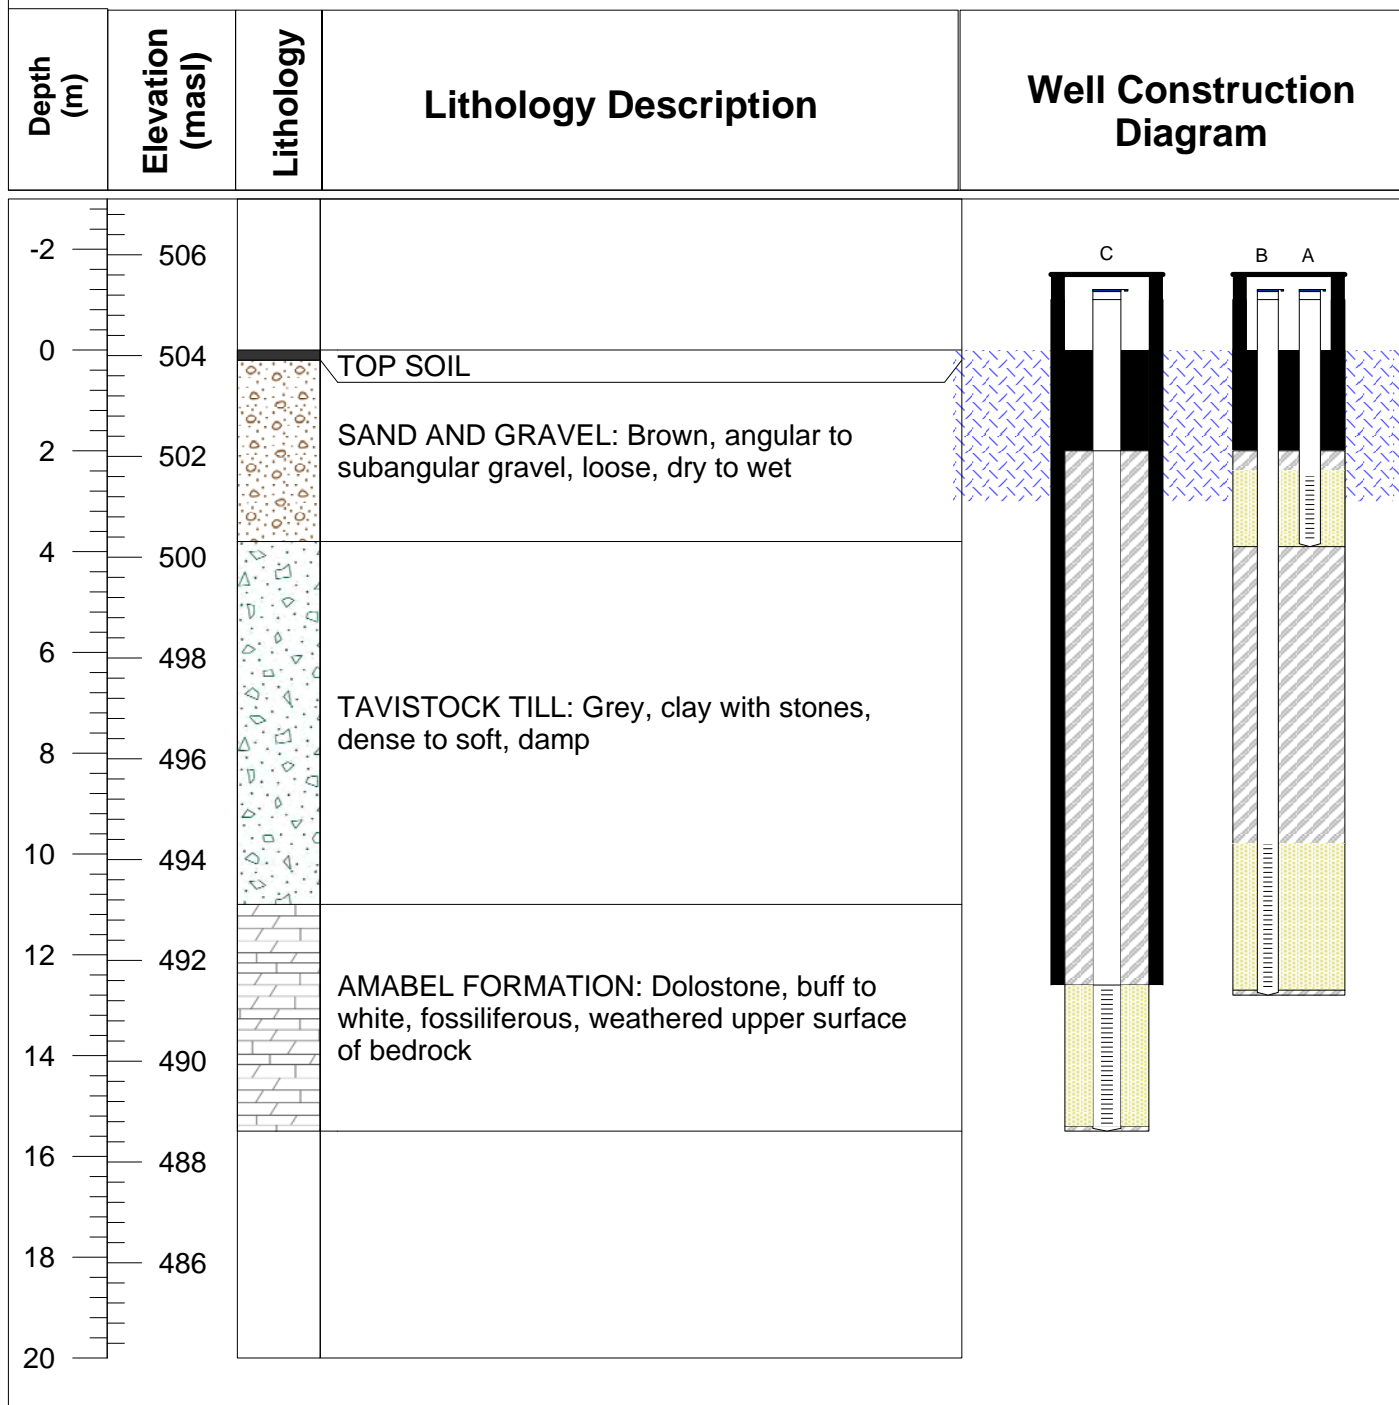 Depth
(m)
Elevation
(masl)
Lithology
Lithology Description
Well Construction
Diagram
-2
0
2
4
6
8
10
12
14
16
18
20
506
504
502
500
498
496
494
492
490
488
486
TOP SOIL
SAND AND GRAVEL: Brown, angular to
subangular gravel, loose, dry to wet
TAVISTOCK TILL: Grey, clay with stones,
dense to soft, damp
AMABEL FORMATION: Dolostone, buff to
white, fossiliferous, weathered upper surface
of bedrock
C
B
A